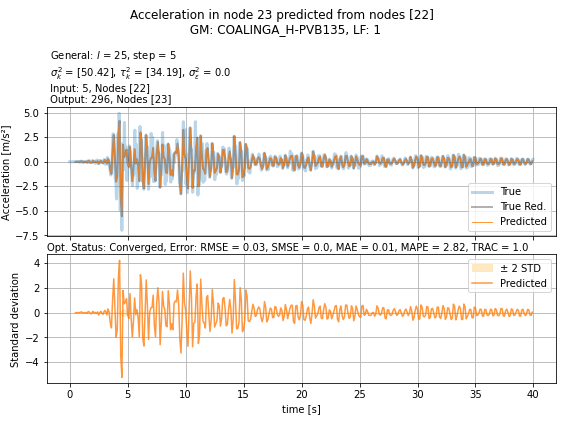 Acceleration in node 23 predicted from nodes [22]
GM: COALINGA_H-PVB135, LF: 1
General: l = 25, step = 5
σ²ₖ = [50.42], τ²ₖ = [34.19], σ²ₑ = 0.0
Input: 5, Nodes [22]
Output: 296, Nodes [23]
Acceleration [m/s²]
5.0
2.5
0.0
−2.5
−5.0
−7.5
True
True Red.
Predicted
Opt. Status: Converged, Error: RMSE = 0.03, SMSE = 0.0, MAE = 0.01, MAPE = 2.82, TRAC = 1.0
Standard deviation
4
2
0
−2
−4
± 2 STD
Predicted
0 5 10 15 20 25 30 35 40
time [s]